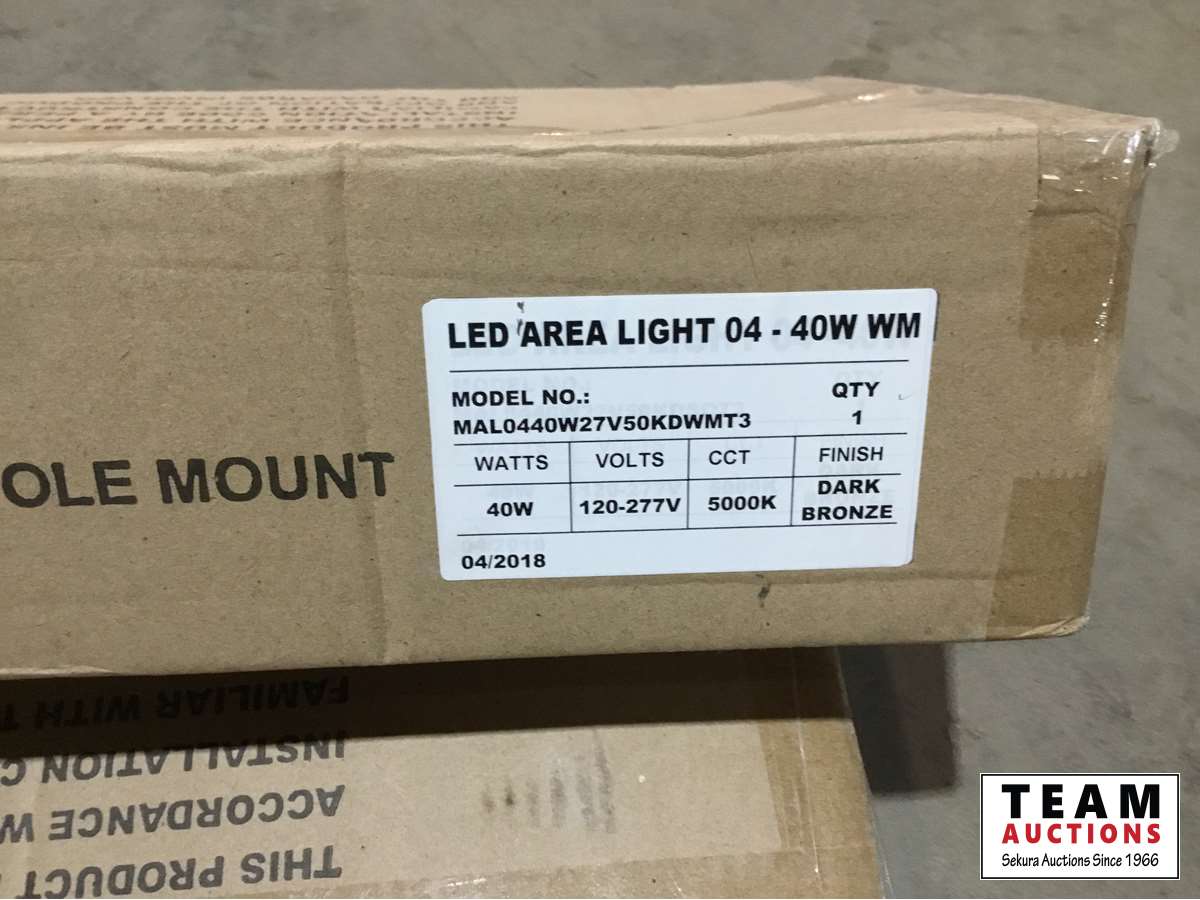 LED AREA LIGHT 04 - 40W WM
MODEL NO.:
QTY
MAL0440W27V50KDWMT3
1
WATTS VOLTS CCT FINISH
40W 120-277V 5000K DARK BRONZE
04/2018
OLE MOUNT
FAMILIAR WITH T
INSTALLATION C
ACCORDANCE W
THIS PRODUCT
TEAM
AUCTIONS
Sekura Auctions Since 1966